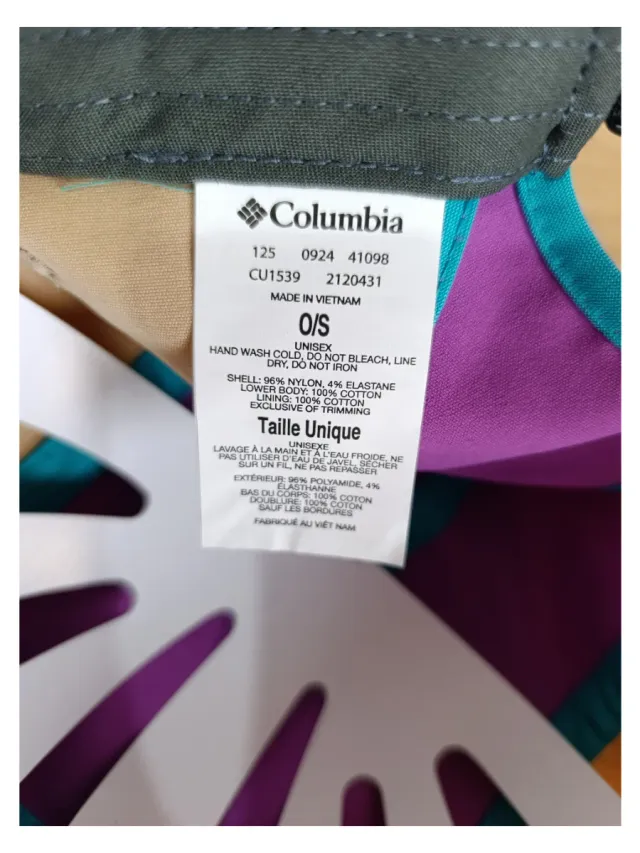 Columbia
125 0924 41098
CU1539 2120431
MADE IN VIETNAM
O/S
UNISEX
HAND WASH COLD, DO NOT BLEACH, LINE
DRY, DO NOT IRON
SHELL: 96% NYLON, 4% ELASTANE
LOWER BODY: 100% COTTON
LINING: 100% COTTON
EXCLUSIVE OF TRIMMING
Taille Unique
UNISEXE
LAVAGE À LA MAIN ET À L'EAU FROIDE, NE
PAS UTILISER D'EAU DE JAVEL, SÉCHER
SUR UN FIL, NE PAS REPASSER
EXTÉRIEUR: 96% POLYAMIDE, 4%
ÉLASTHANNE
BAS DU CORPS: 100% COTON
DOUBLURE: 100% COTON
SAUF LES BORDURES
FABRIQUÉ AU VIÊT NAM